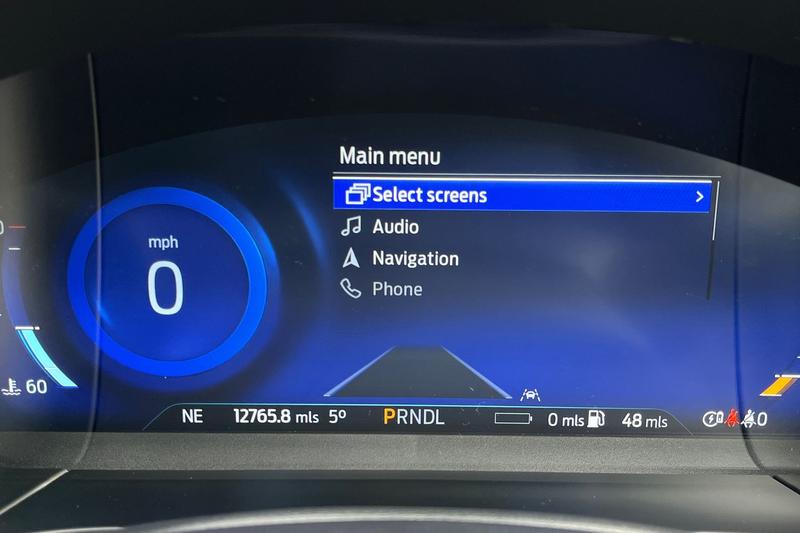 Main menu
Select screens >
Audio
Navigation
Phone
mph
0
60
NE 12765.8 mls 5° PRNDL 0 mls 48 mls 0